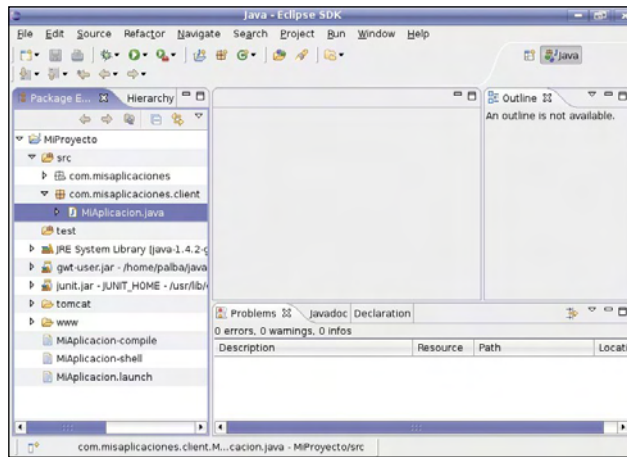 Java - Eclipse SDK
File Edit Source Refactor Navigate Search Project Run Window Help
Java
Package E... Hierarchy
Outline
An outline is not available.
MiProyecto
src
com.misaplicaciones
com.misaplicaciones.client
MiAplicacion.java
test
JRE System Library [java-1.4.2-g
gwt-user.jar - /home/palba/java
junit.jar - JUNIT_HOME - /usr/lib/
tomcat
www
MiAplicacion-compile
MiAplicacion-shell
MiAplicacion.launch
Problems Javadoc Declaration
0 errors, 0 warnings, 0 infos
Description Resource Path Locati
com.misaplicaciones.client.M...cacion.java - MiProyecto/src